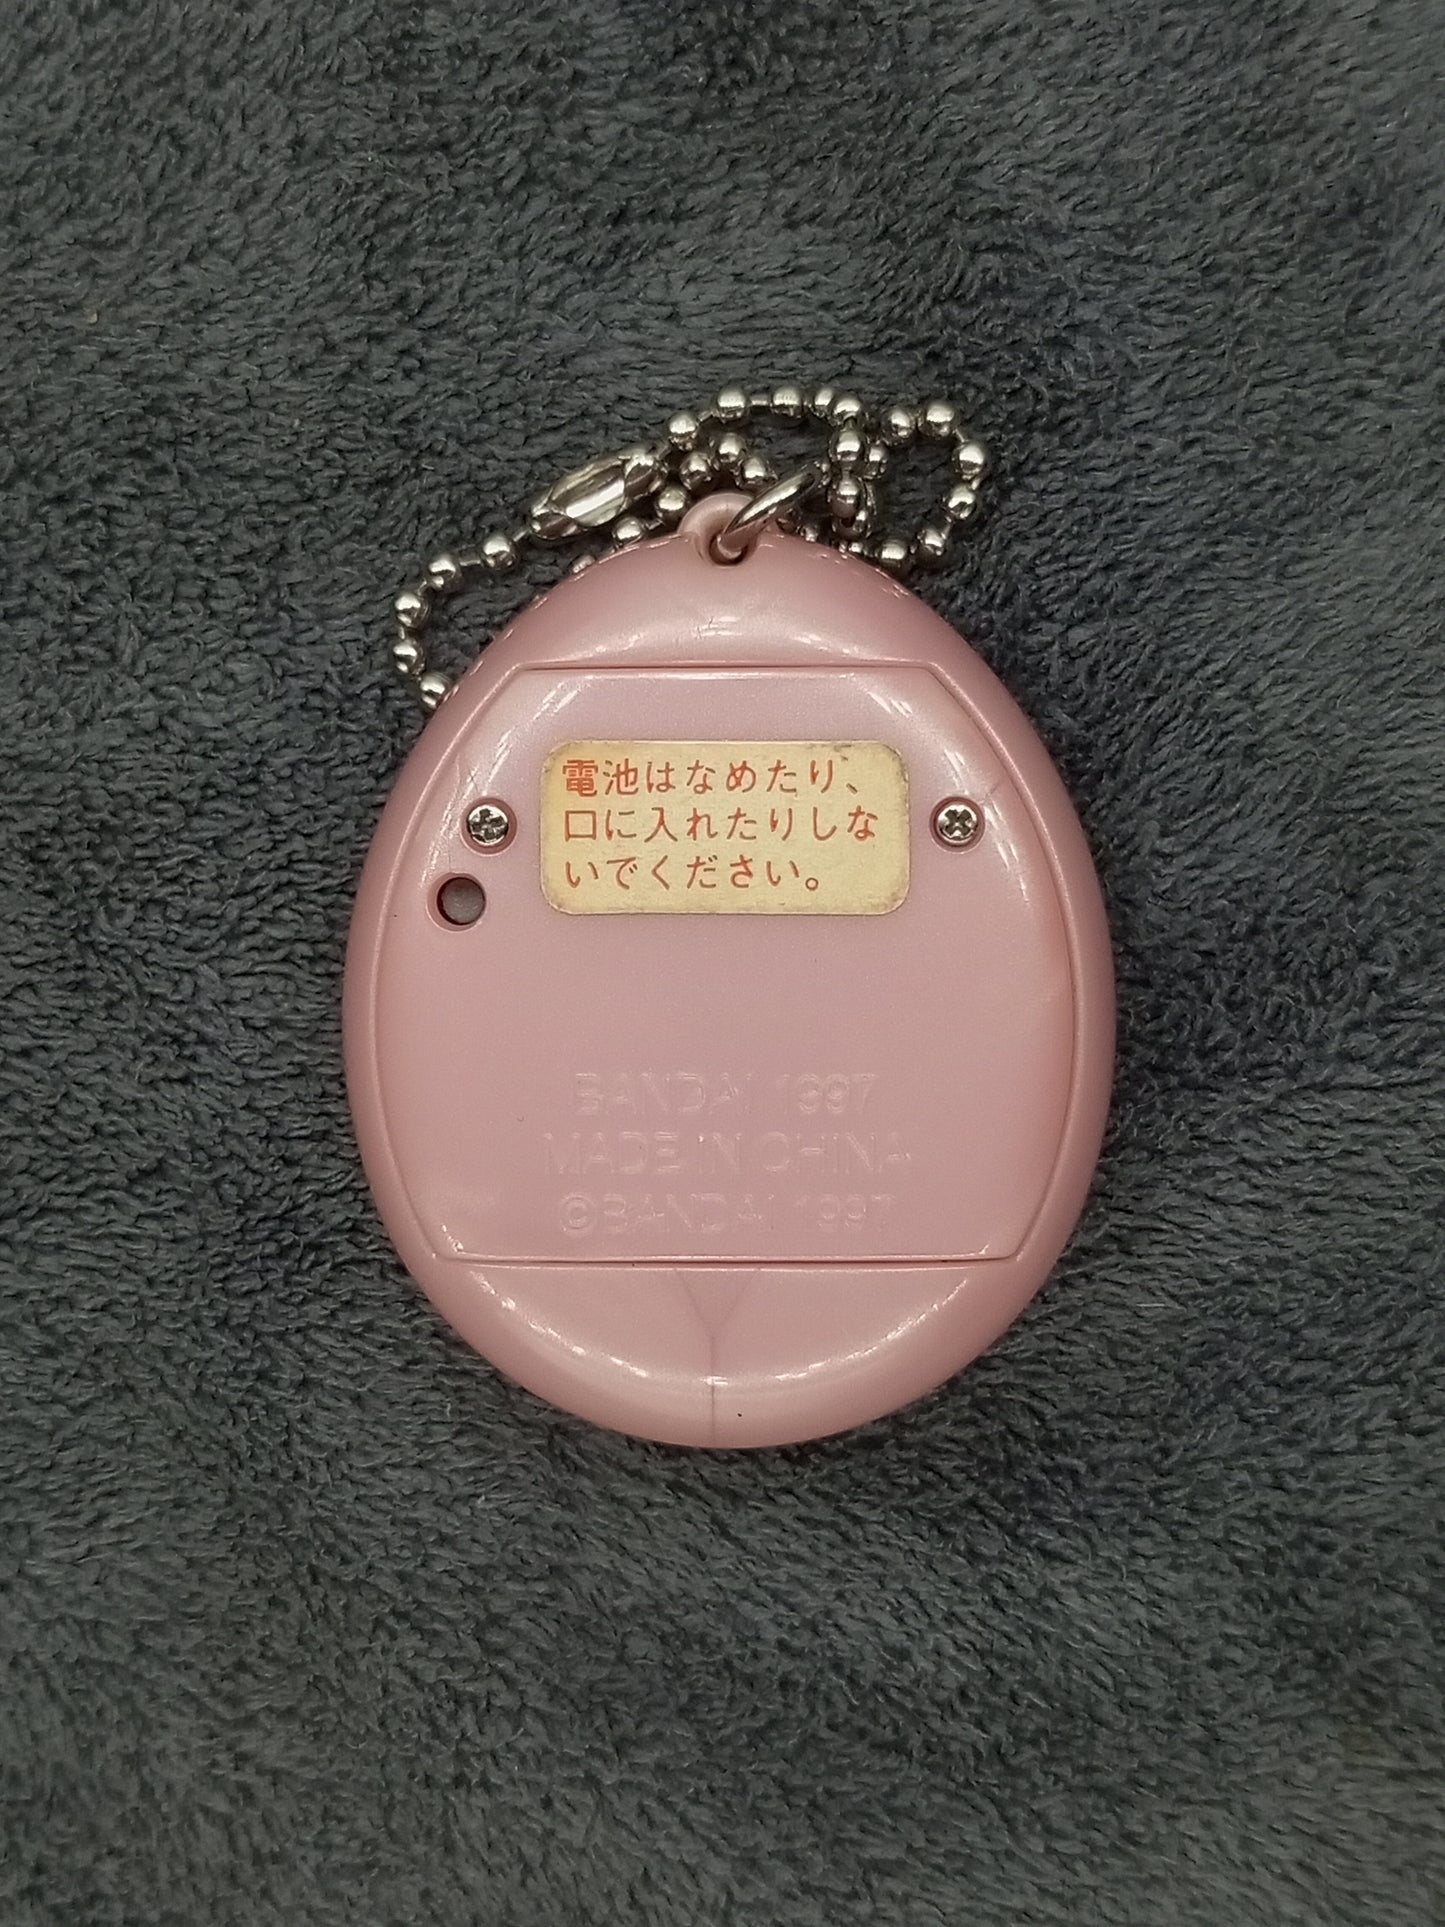 電池はなめたり、
口に入れたりしな
いでください。
BANDAI 1997
MADE IN CHINA
©BANDAI 1997